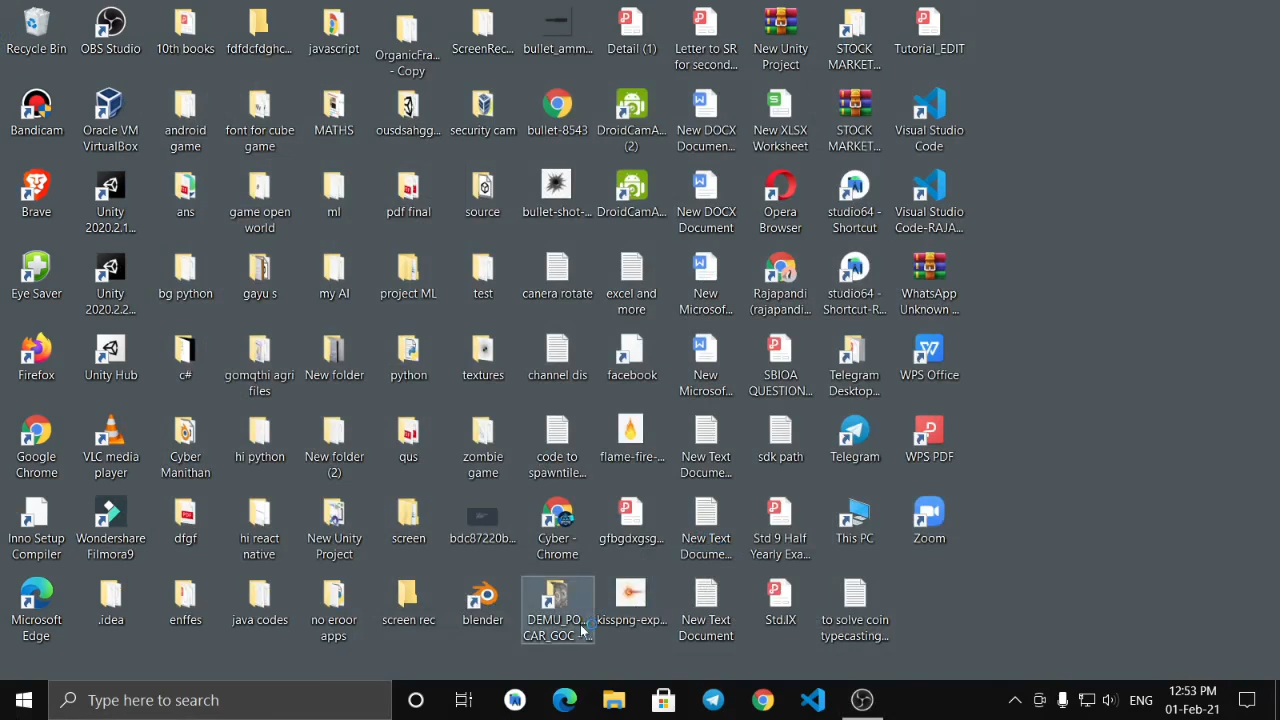 Recycle Bin
OBS Studio
10th books
fdfdcfdghc...
javascript
OrganicFra...
- Copy
ScreenRec...
bullet_amm...
Detail (1)
Letter to SR
for second...
New Unity
Project
STOCK
MARKET...
Tutorial_EDIT
Bandicam
Oracle VM
VirtualBox
android
game
font for cube
game
MATHS
ousdsahgg...
security cam
bullet-8543
DroidCamA...
(2)
New DOCX
Documen...
New XLSX
Worksheet
STOCK
MARKET...
Visual Studio
Code
Brave
Unity
2020.2.1...
ans
game open
world
ml
pdf final
source
bullet-shot-...
DroidCamA...
New DOCX
Document
Opera
Browser
studio64 -
Shortcut
Visual Studio
Code-RAJA...
Eye Saver
Unity
2020.2.2...
bg python
gayu s
my AI
project ML
test
canera rotate
excel and
more
New
Microsof...
Rajapandi
(rajapandi...
studio64 -
Shortcut-R...
WhatsApp
Unknown ...
Firefox
Unity Hub
c#
gomqthi agri
files
New folder
python
textures
channel dis
facebook
New
Microsof...
SBIOA
QUESTION...
Telegram
Desktop...
WPS Office
Google
Chrome
VLC media
player
Cyber
Manithan
hi python
New folder
(2)
qus
zombie
game
code to
spawntile...
flame-fire-...
New Text
Docume...
sdk path
Telegram
WPS PDF
Inno Setup
Compiler
Wondershare
Filmora9
dfgf
hi react
native
New Unity
Project
screen
bdc87220b...
Cyber -
Chrome
gfbgdxgsg...
New Text
Docume...
Std 9 Half
Yearly Exa...
This PC
Zoom
Microsoft
Edge
.idea
enffes
java codes
no eroor
apps
screen rec
blender
DEMU_PO...
CAR_GOC -...
kisspng-exp...
New Text
Document
Std.IX
to solve coin
typecasting...
Type here to search
ENG
12:53 PM
01-Feb-21